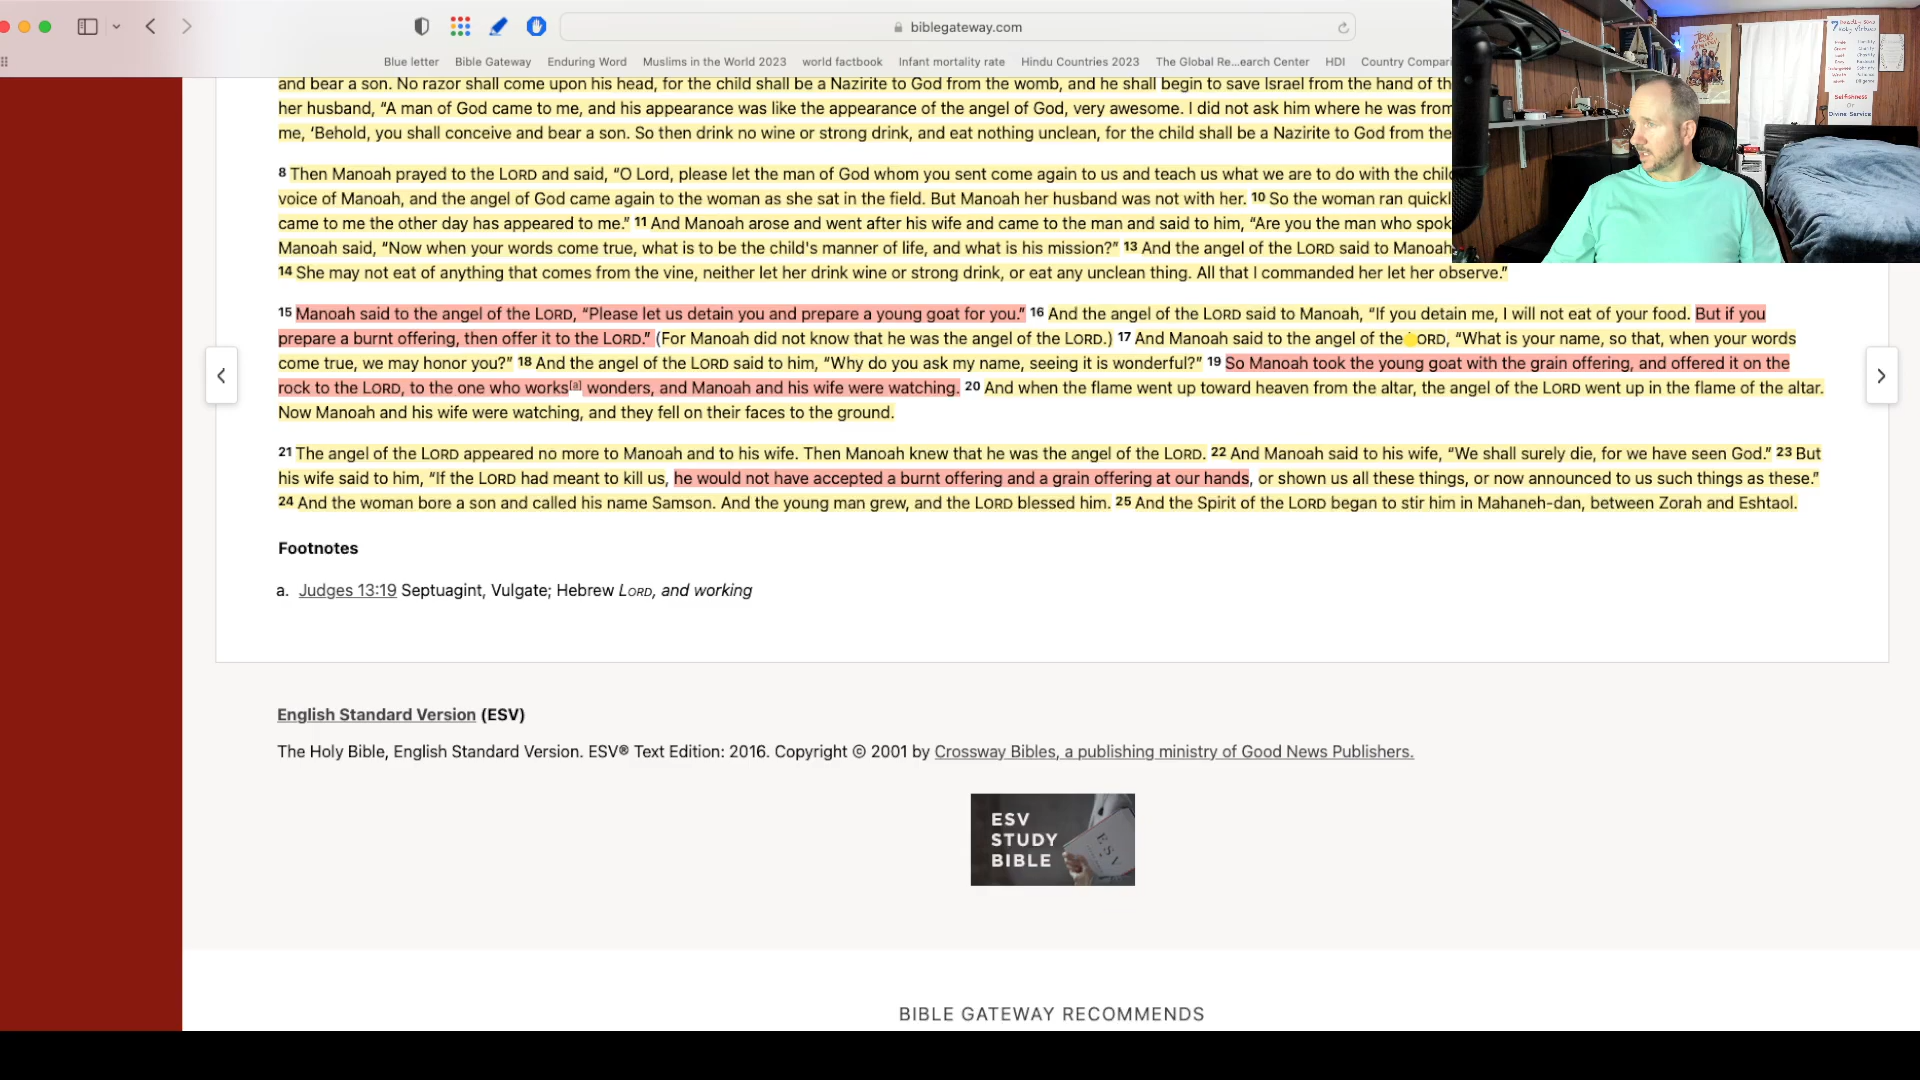 biblegateway.com
Blue letter Bible Gateway Enduring Word Muslims in the World 2023 world factbook Infant mortality rate Hindu Countries 2023 The Global Re...earch Center HDI Country Compari
and bear a son. No razor shall come upon his head, for the child shall be a Nazirite to God from the womb, and he shall begin to save Israel from the hand of th
her husband, “A man of God came to me, and his appearance was like the appearance of the angel of God, very awesome. I did not ask him where he was from
me, ‘Behold, you shall conceive and bear a son. So then drink no wine or strong drink, and eat nothing unclean, for the child shall be a Nazirite to God from the
8 Then Manoah prayed to the LORD and said, “O Lord, please let the man of God whom you sent come again to us and teach us what we are to do with the chil
voice of Manoah, and the angel of God came again to the woman as she sat in the field. But Manoah her husband was not with her. 10 So the woman ran quickl
came to me the other day has appeared to me.” 11 And Manoah arose and went after his wife and came to the man and said to him, “Are you the man who spok
Manoah said, “Now when your words come true, what is to be the child's manner of life, and what is his mission?” 13 And the angel of the LORD said to Manoah
14 She may not eat of anything that comes from the vine, neither let her drink wine or strong drink, or eat any unclean thing. All that I commanded her let her observe.”
15 Manoah said to the angel of the LORD, “Please let us detain you and prepare a young goat for you.” 16 And the angel of the LORD said to Manoah, “If you detain me, I will not eat of your food. But if you
prepare a burnt offering, then offer it to the LORD.” (For Manoah did not know that he was the angel of the LORD.) 17 And Manoah said to the angel of the LORD, “What is your name, so that, when your words
come true, we may honor you?” 18 And the angel of the LORD said to him, “Why do you ask my name, seeing it is wonderful?” 19 So Manoah took the young goat with the grain offering, and offered it on the
rock to the LORD, to the one who works[a] wonders, and Manoah and his wife were watching. 20 And when the flame went up toward heaven from the altar, the angel of the LORD went up in the flame of the altar.
Now Manoah and his wife were watching, and they fell on their faces to the ground.
21 The angel of the LORD appeared no more to Manoah and to his wife. Then Manoah knew that he was the angel of the LORD. 22 And Manoah said to his wife, “We shall surely die, for we have seen God.” 23 But
his wife said to him, “If the LORD had meant to kill us, he would not have accepted a burnt offering and a grain offering at our hands, or shown us all these things, or now announced to us such things as these.”
24 And the woman bore a son and called his name Samson. And the young man grew, and the LORD blessed him. 25 And the Spirit of the LORD began to stir him in Mahaneh-dan, between Zorah and Eshtaol.
Footnotes
a. Judges 13:19 Septuagint, Vulgate; Hebrew LORD, and working
English Standard Version (ESV)
The Holy Bible, English Standard Version. ESV® Text Edition: 2016. Copyright © 2001 by Crossway Bibles, a publishing ministry of Good News Publishers.
ESV
STUDY
BIBLE
BIBLE GATEWAY RECOMMENDS
7 Deadly Sins
Holy Virtues
Selfishness
Or
Divine Service